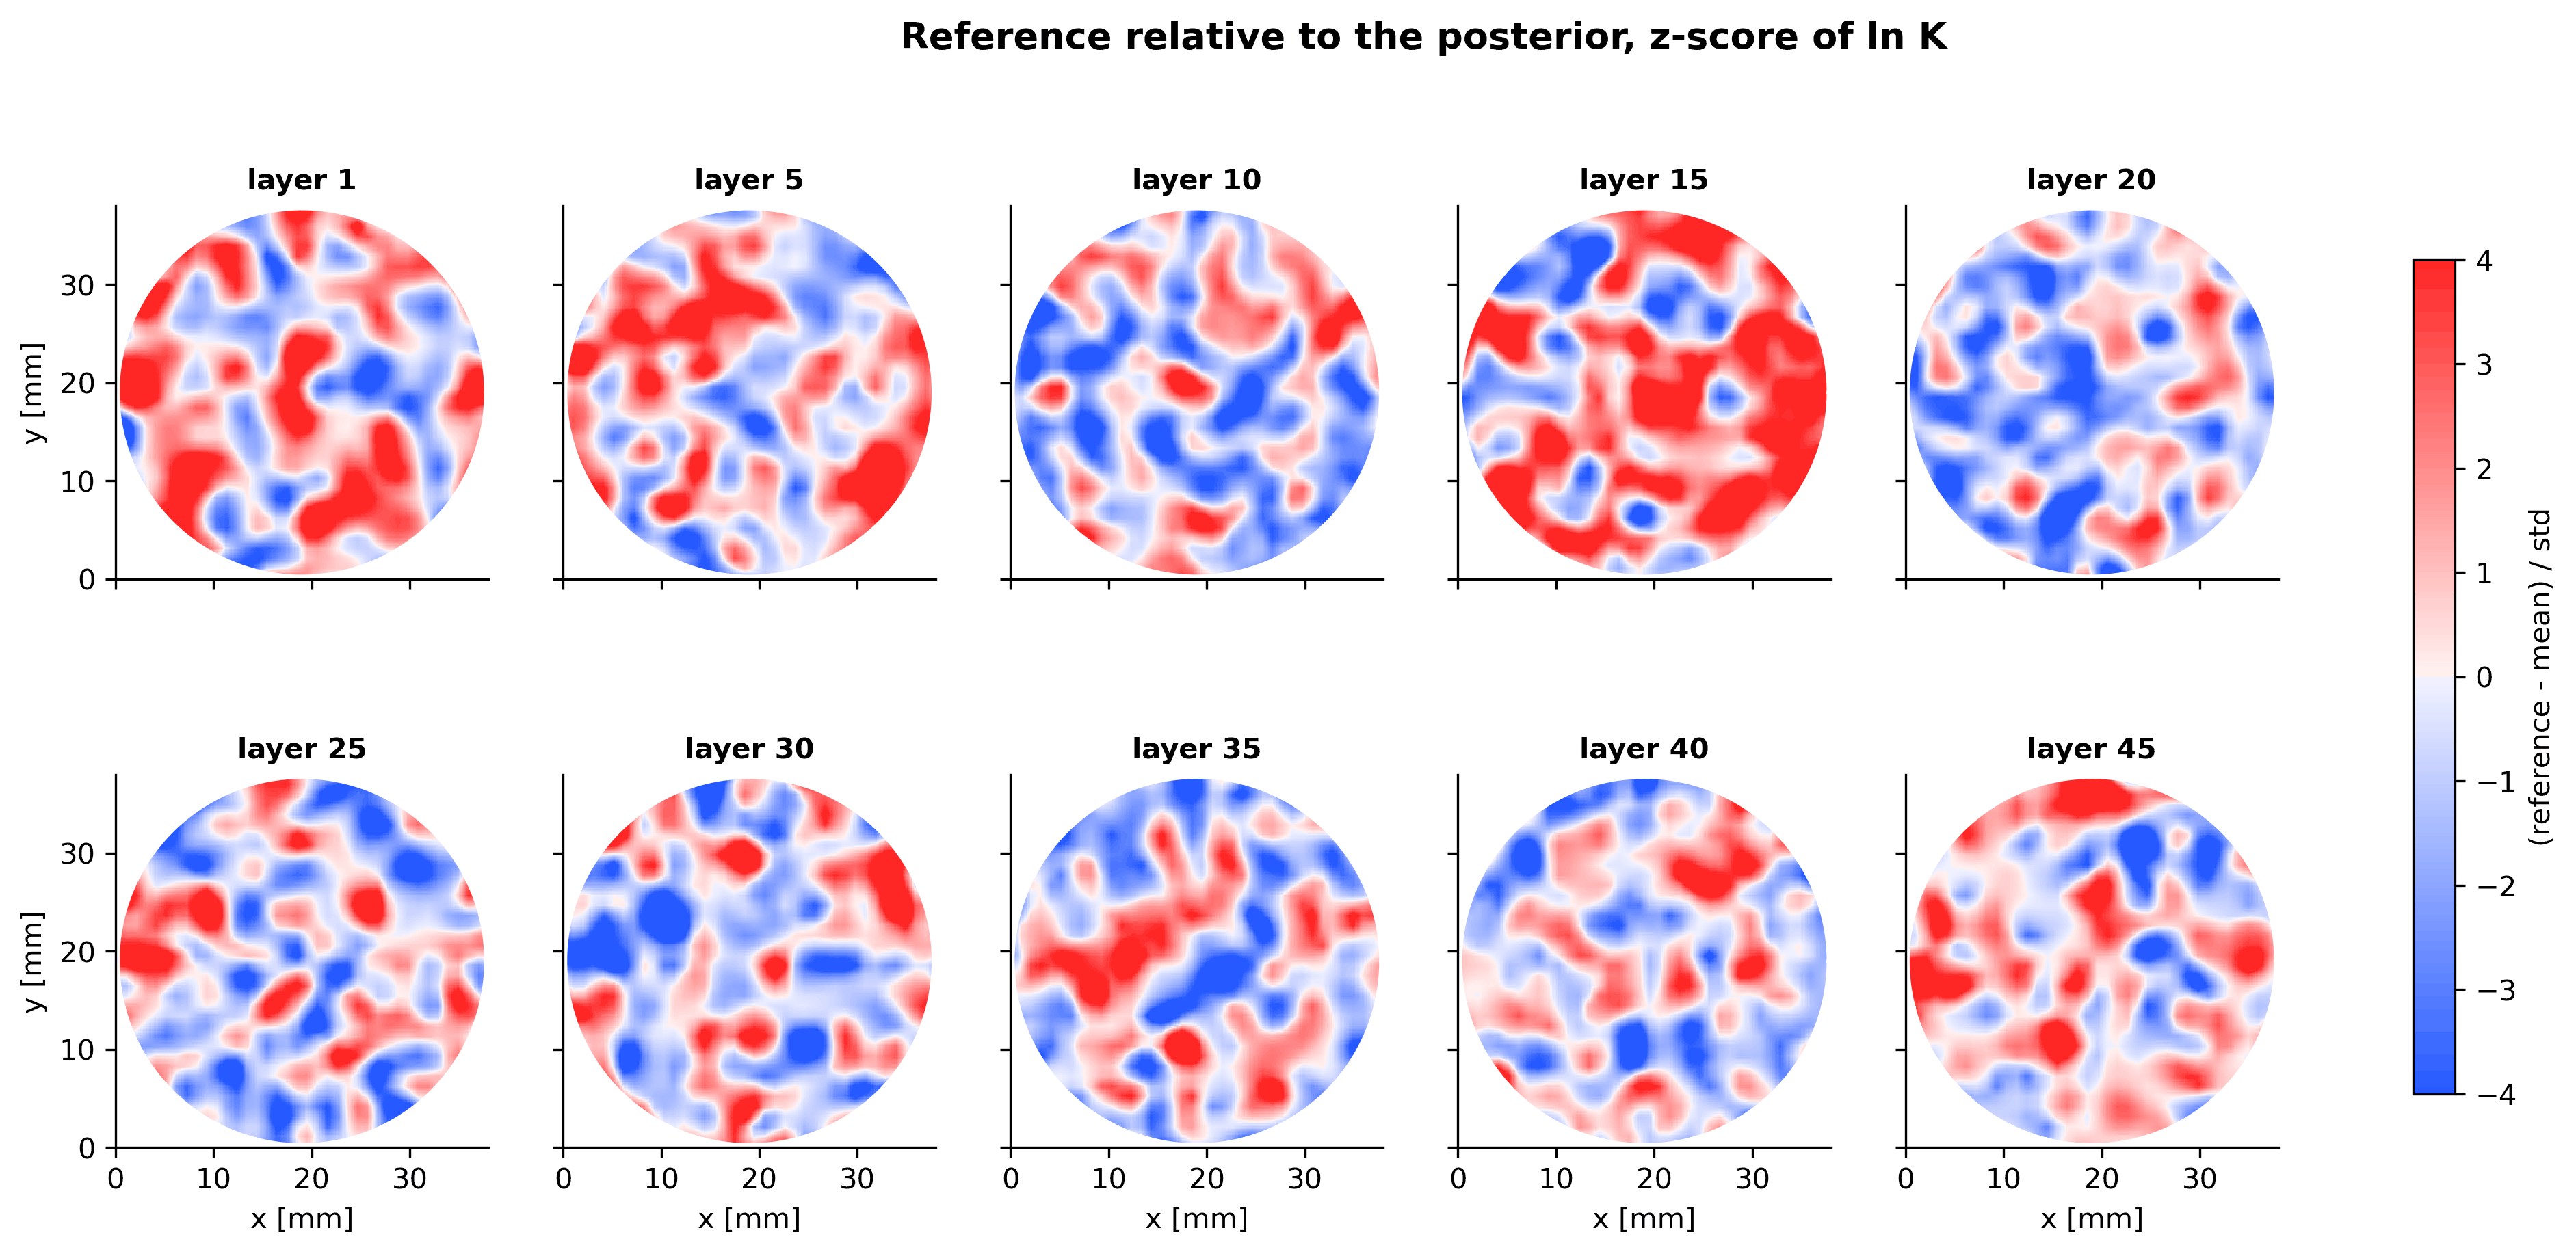 Reference relative to the posterior, z-score of ln K
layer 1
layer 5
layer 10
layer 15
layer 20
y [mm]
30
20
10
0
layer 25
layer 30
layer 35
layer 40
layer 45
y [mm]
30
20
10
0
0 10 20 30
0 10 20 30
0 10 20 30
0 10 20 30
0 10 20 30
x [mm]
x [mm]
x [mm]
x [mm]
x [mm]
4
3
2
1
0
−1
−2
−3
−4
(reference - mean) / std